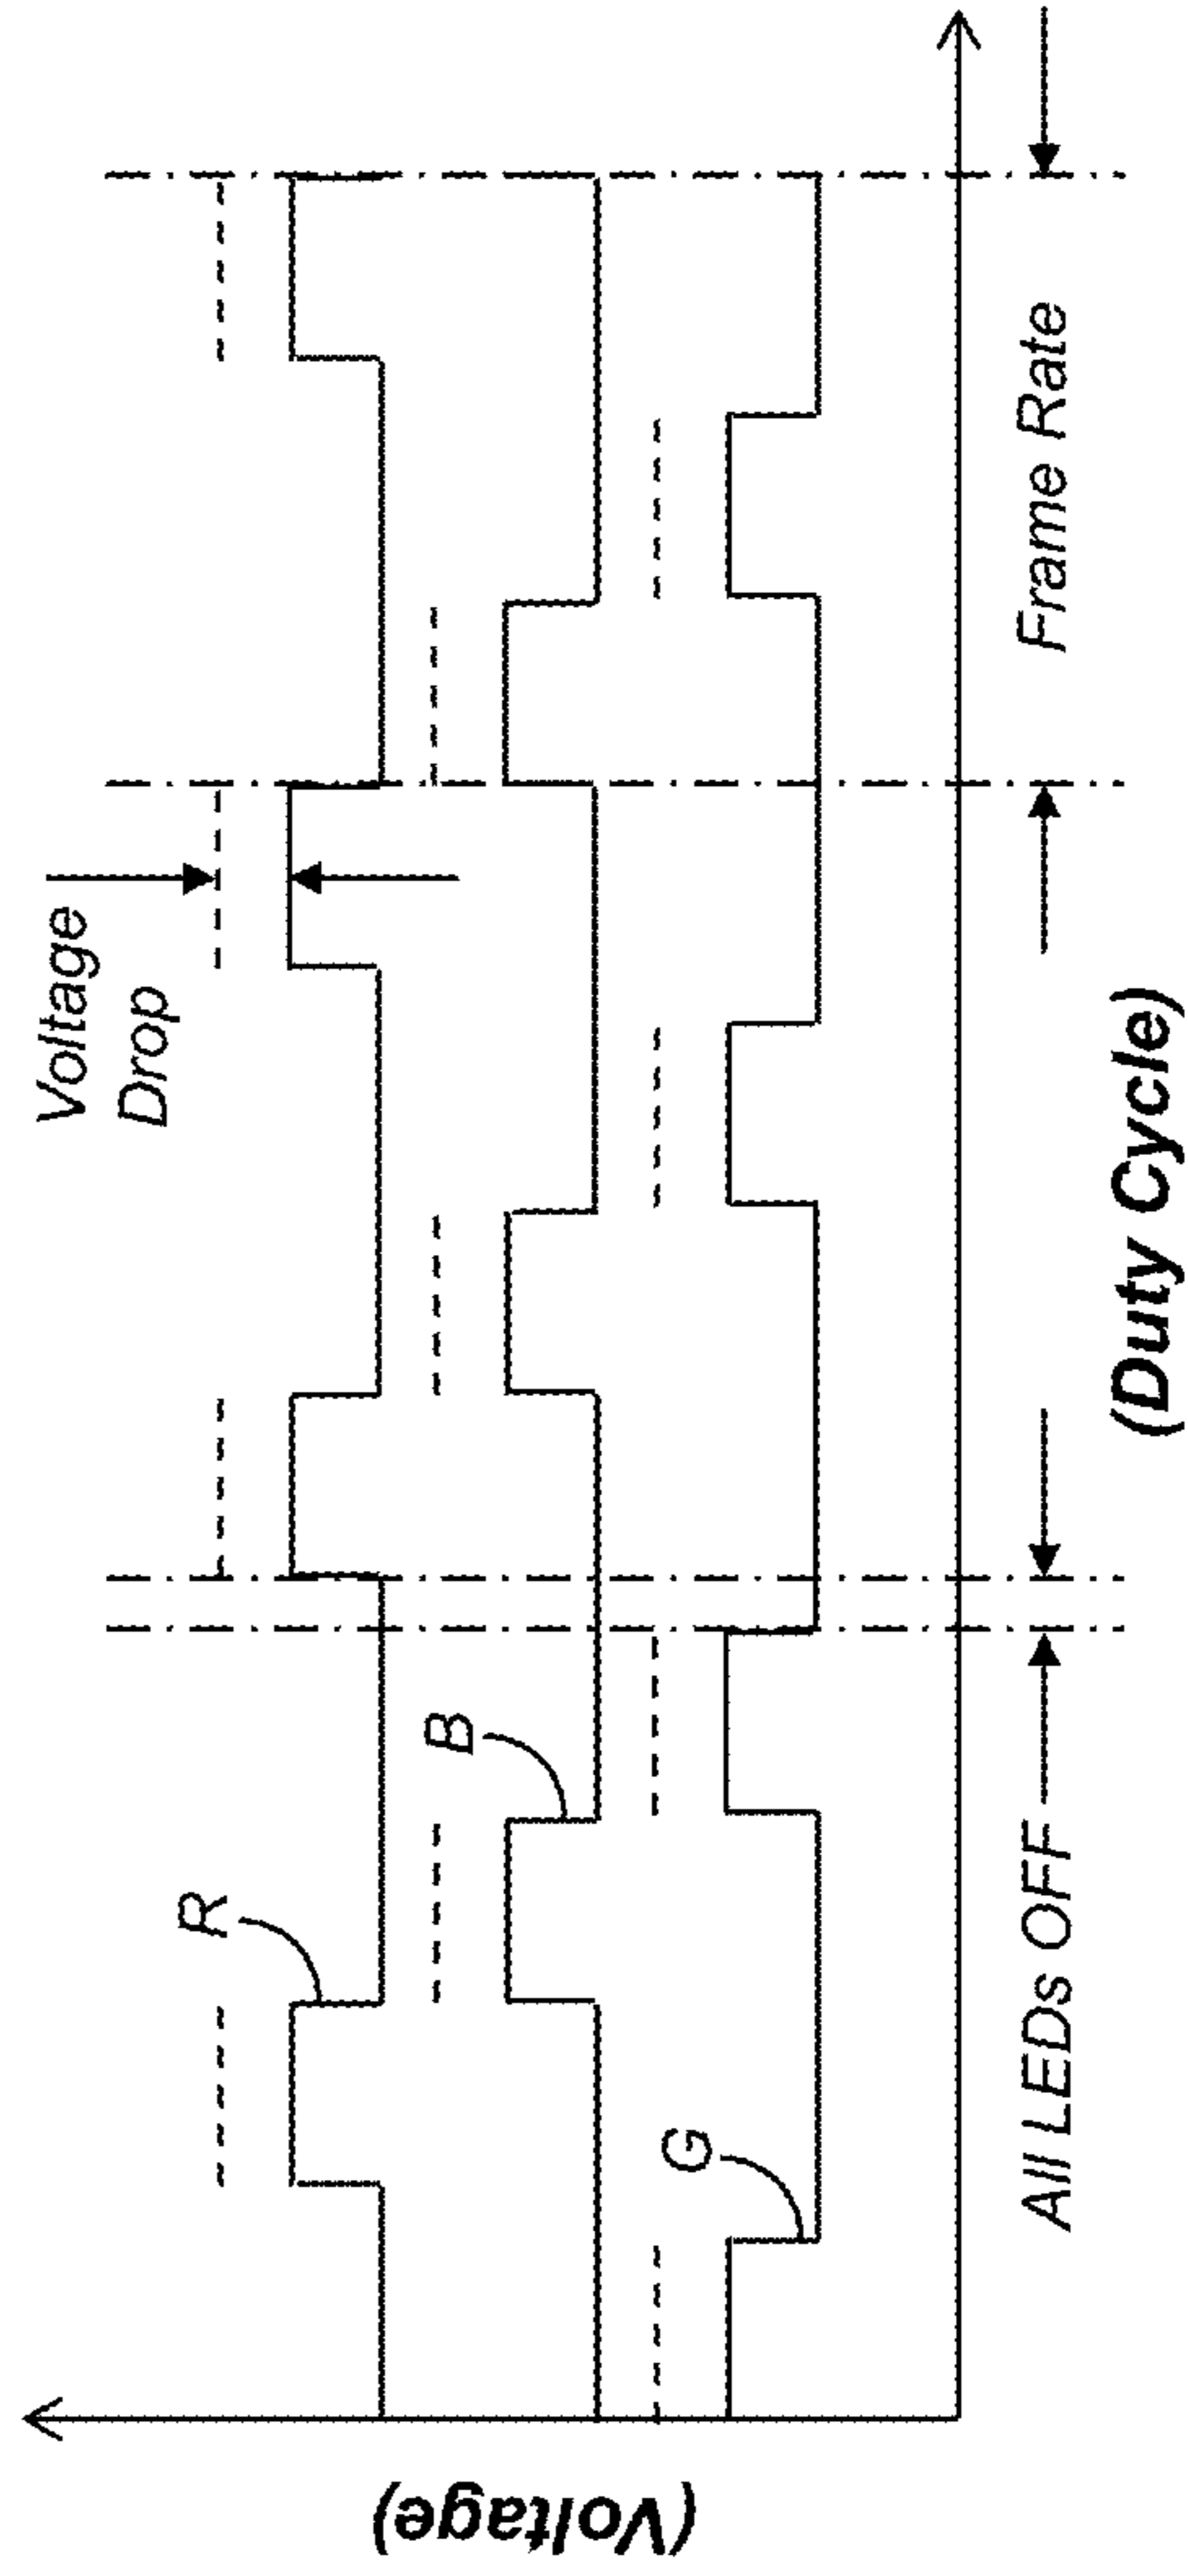 (Voltage)
Voltage
Drop
R
B
G
All LEDs OFF
Frame Rate
(Duty Cycle)